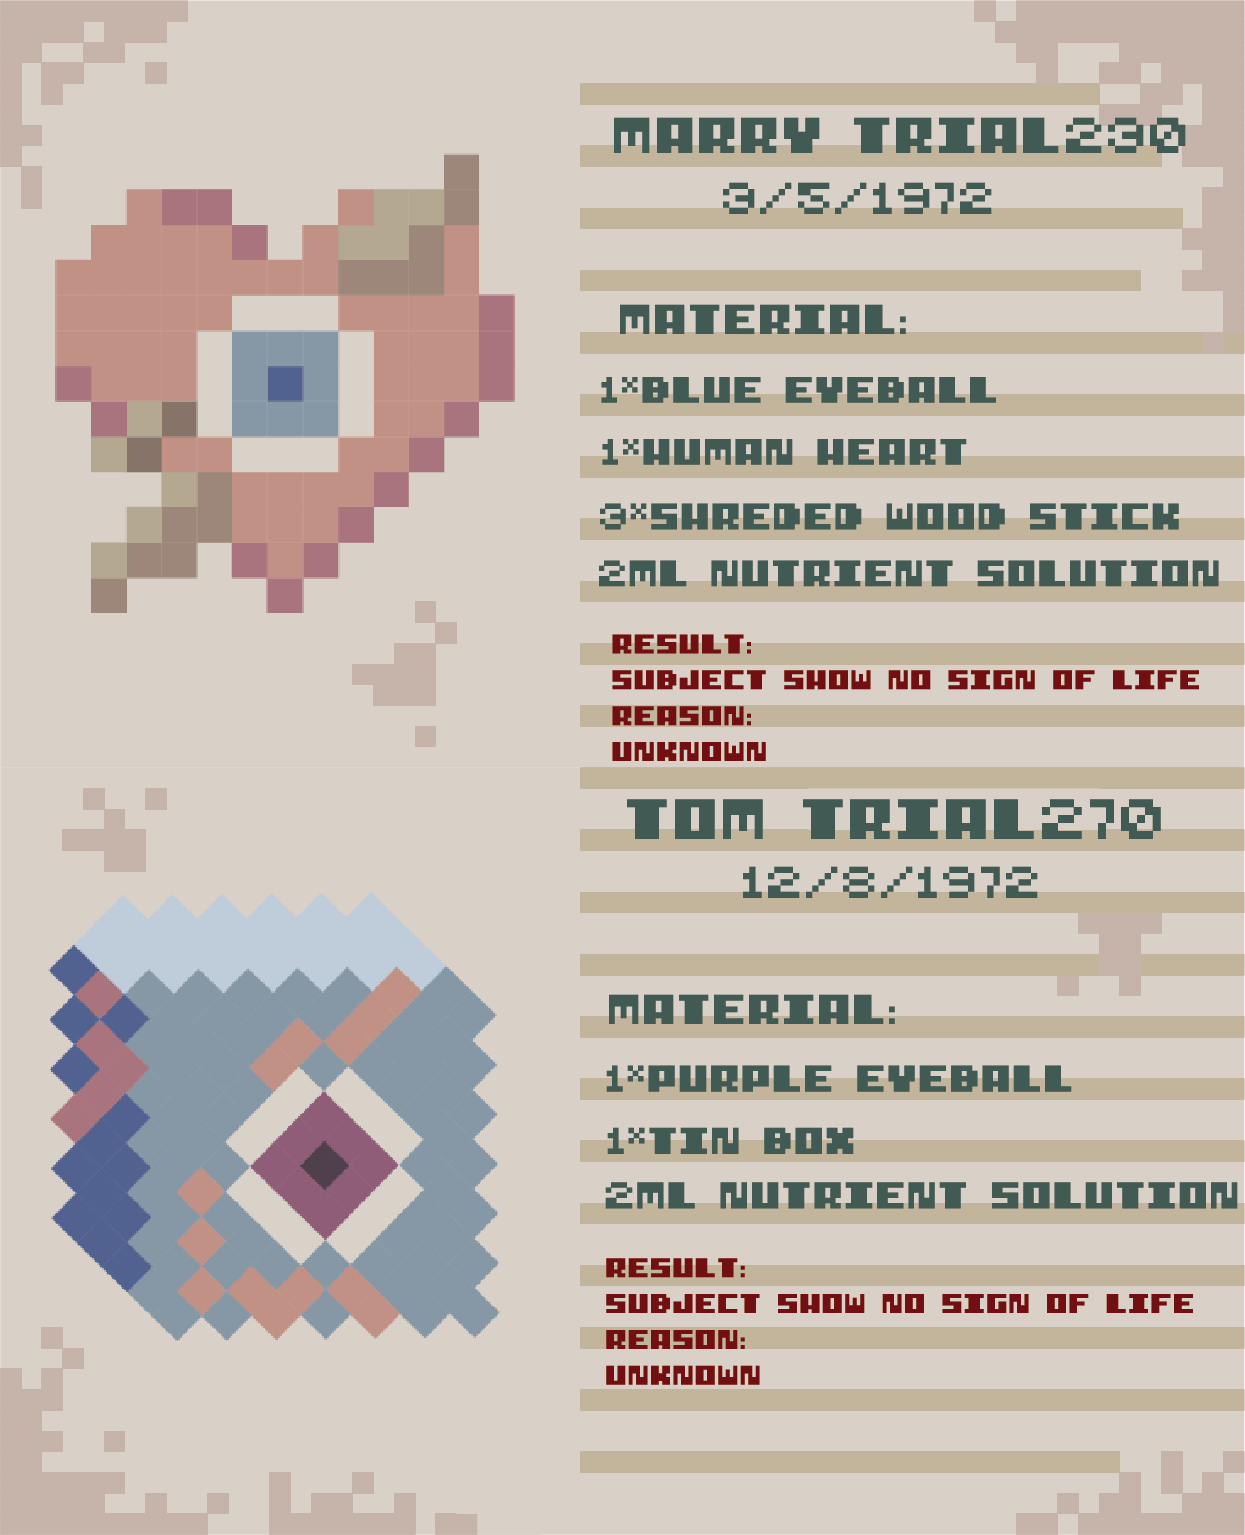 MARRY TRIAL230
3/5/1972
MATERIAL:
1×BLUE EYEBALL
1×HUMAN HEART
3×SHREDED WOOD STICK
2ML NUTRIENT SOLUTION
RESULT:
SUBJECT SHOW NO SIGN OF LIFE
REASON:
UNKNOWN
TOM TRIAL270
12/8/1972
MATERIAL:
1×PURPLE EYEBALL
1×TIN BOX
2ML NUTRIENT SOLUTION
RESULT:
SUBJECT SHOW NO SIGN OF LIFE
REASON:
UNKNOWN